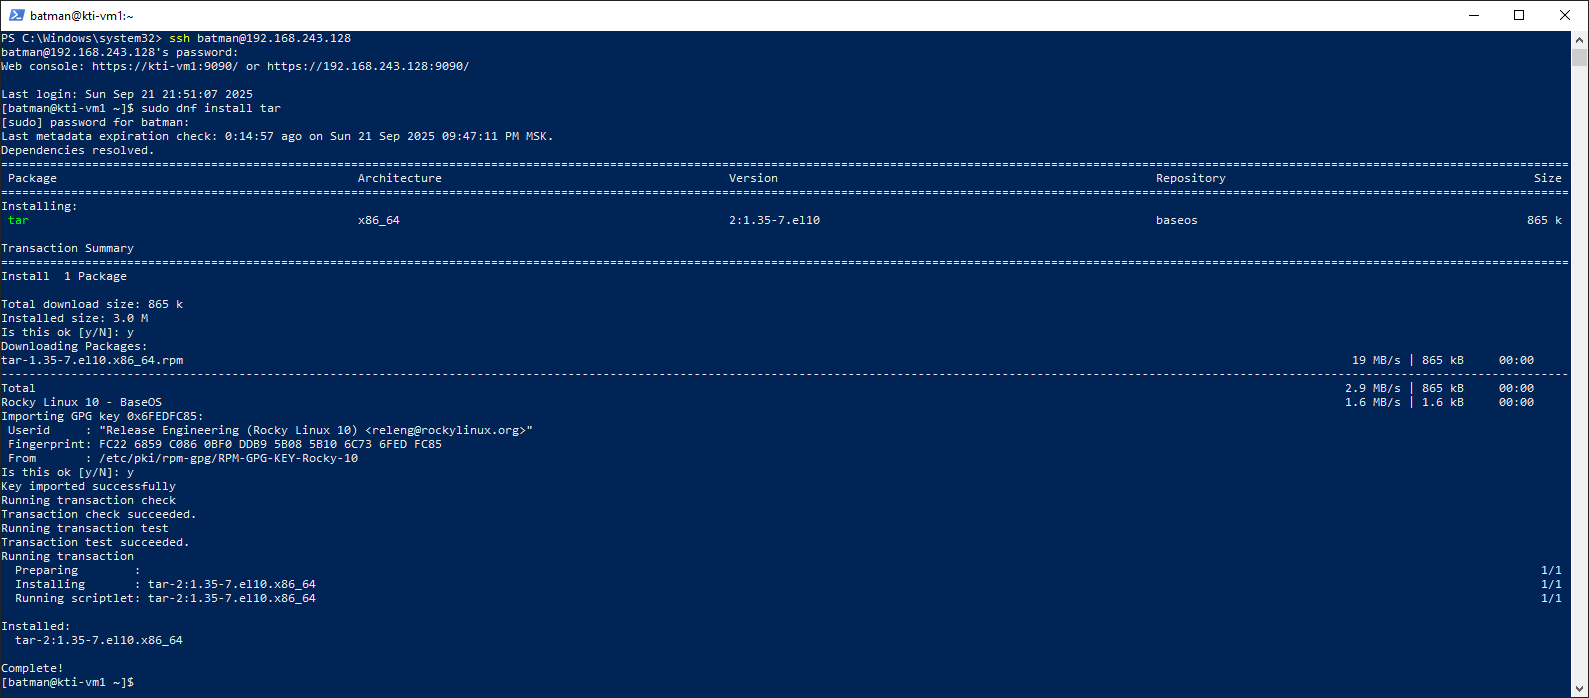 batman@kti-vm1:~
PS C:\Windows\system32> ssh batman@192.168.243.128
batman@192.168.243.128's password:
Web console: https://kti-vm1:9090/ or https://192.168.243.128:9090/
Last login: Sun Sep 21 21:51:07 2025
[batman@kti-vm1 ~]$ sudo dnf install tar
[sudo] password for batman:
Last metadata expiration check: 0:14:57 ago on Sun 21 Sep 2025 09:47:11 PM MSK.
Dependencies resolved.
Package Architecture Version Repository Size
Installing:
tar x86_64 2:1.35-7.el10 baseos 865 k
Transaction Summary
Install  1 Package
Total download size: 865 k
Installed size: 3.0 M
Is this ok [y/N]: y
Downloading Packages:
tar-1.35-7.el10.x86_64.rpm 19 MB/s | 865 kB 00:00
Total 2.9 MB/s | 865 kB 00:00
Rocky Linux 10 - BaseOS 1.6 MB/s | 1.6 kB 00:00
Importing GPG key 0x6FEDFC85:
Userid     : "Release Engineering (Rocky Linux 10) <releng@rockylinux.org>"
Fingerprint: FC22 6859 C086 0BF0 DDB9 5B08 5B10 6C73 6FED FC85
From       : /etc/pki/rpm-gpg/RPM-GPG-KEY-Rocky-10
Is this ok [y/N]: y
Key imported successfully
Running transaction check
Transaction check succeeded.
Running transaction test
Transaction test succeeded.
Running transaction
Preparing        : 1/1
Installing       : tar-2:1.35-7.el10.x86_64 1/1
Running scriptlet: tar-2:1.35-7.el10.x86_64 1/1
Installed:
tar-2:1.35-7.el10.x86_64
Complete!
[batman@kti-vm1 ~]$